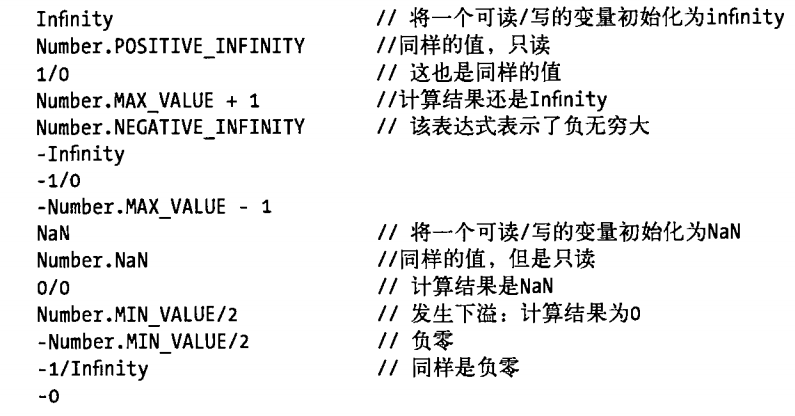 Infinity // 将一个可读/写的变量初始化为infinity
Number.POSITIVE_INFINITY //同样的值，只读
1/0 // 这也是同样的值
Number.MAX_VALUE + 1 //计算结果还是Infinity
Number.NEGATIVE_INFINITY // 该表达式表示了负无穷大
-Infinity
-1/0
-Number.MAX_VALUE - 1
NaN // 将一个可读/写的变量初始化为NaN
Number.NaN //同样的值，但是只读
0/0 // 计算结果是NaN
Number.MIN_VALUE/2 // 发生下溢：计算结果为0
-Number.MIN_VALUE/2 // 负零
-1/Infinity // 同样是负零
-0